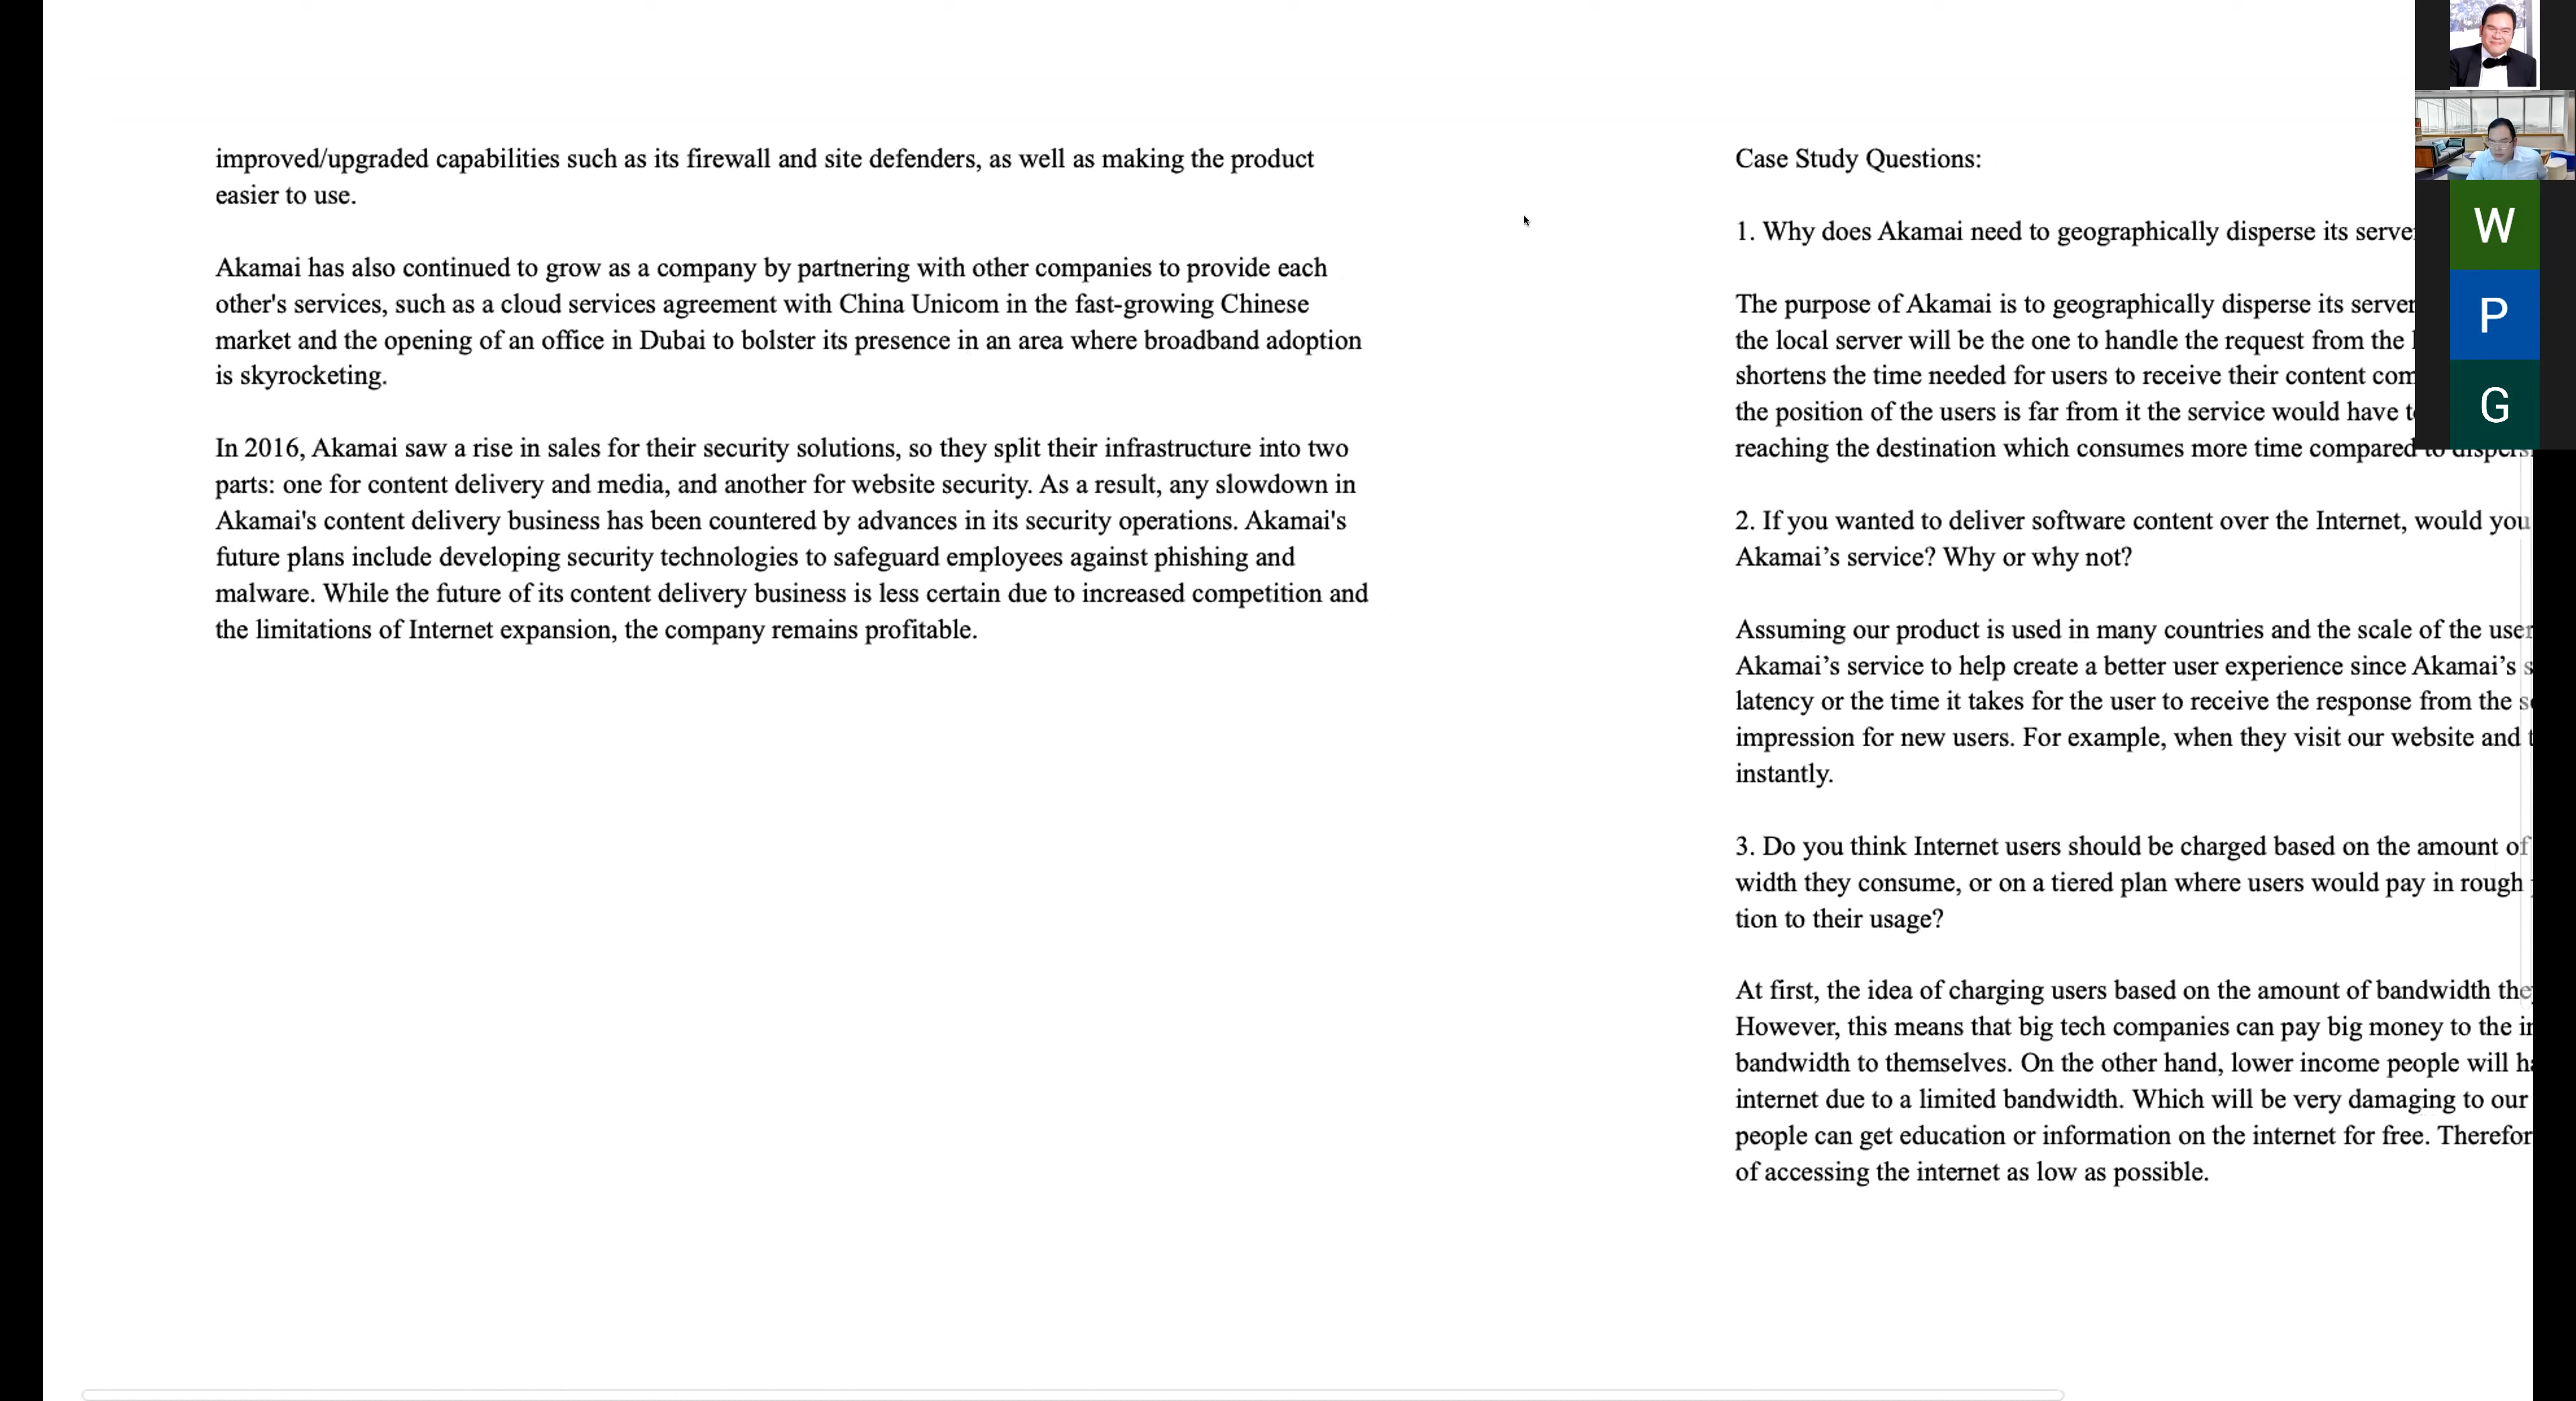 improved/upgraded capabilities such as its firewall and site defenders, as well as making the product
easier to use.
Akamai has also continued to grow as a company by partnering with other companies to provide each
other's services, such as a cloud services agreement with China Unicom in the fast-growing Chinese
market and the opening of an office in Dubai to bolster its presence in an area where broadband adoption
is skyrocketing.
In 2016, Akamai saw a rise in sales for their security solutions, so they split their infrastructure into two
parts: one for content delivery and media, and another for website security. As a result, any slowdown in
Akamai's content delivery business has been countered by advances in its security operations. Akamai's
future plans include developing security technologies to safeguard employees against phishing and
malware. While the future of its content delivery business is less certain due to increased competition and
the limitations of Internet expansion, the company remains profitable.
Case Study Questions:
1. Why does Akamai need to geographically disperse its
The purpose of Akamai is to geographically disperse its
the local server will be the one to handle the request from the
shortens the time needed for users to receive their content
the position of the users is far from it the service would have
reaching the destination which consumes more time compared to
2. If you wanted to deliver software content over the Internet, would you
Akamai’s service? Why or why not?
Assuming our product is used in many countries and the scale of the
Akamai’s service to help create a better user experience since Akamai’s
latency or the time it takes for the user to receive the response from the
impression for new users. For example, when they visit our website and
instantly.
3. Do you think Internet users should be charged based on the amount of
width they consume, or on a tiered plan where users would pay in rough
tion to their usage?
At first, the idea of charging users based on the amount of bandwidth
However, this means that big tech companies can pay big money to the
bandwidth to themselves. On the other hand, lower income people will
internet due to a limited bandwidth. Which will be very damaging to our
people can get education or information on the internet for free.
of accessing the internet as low as possible.
W
P
G